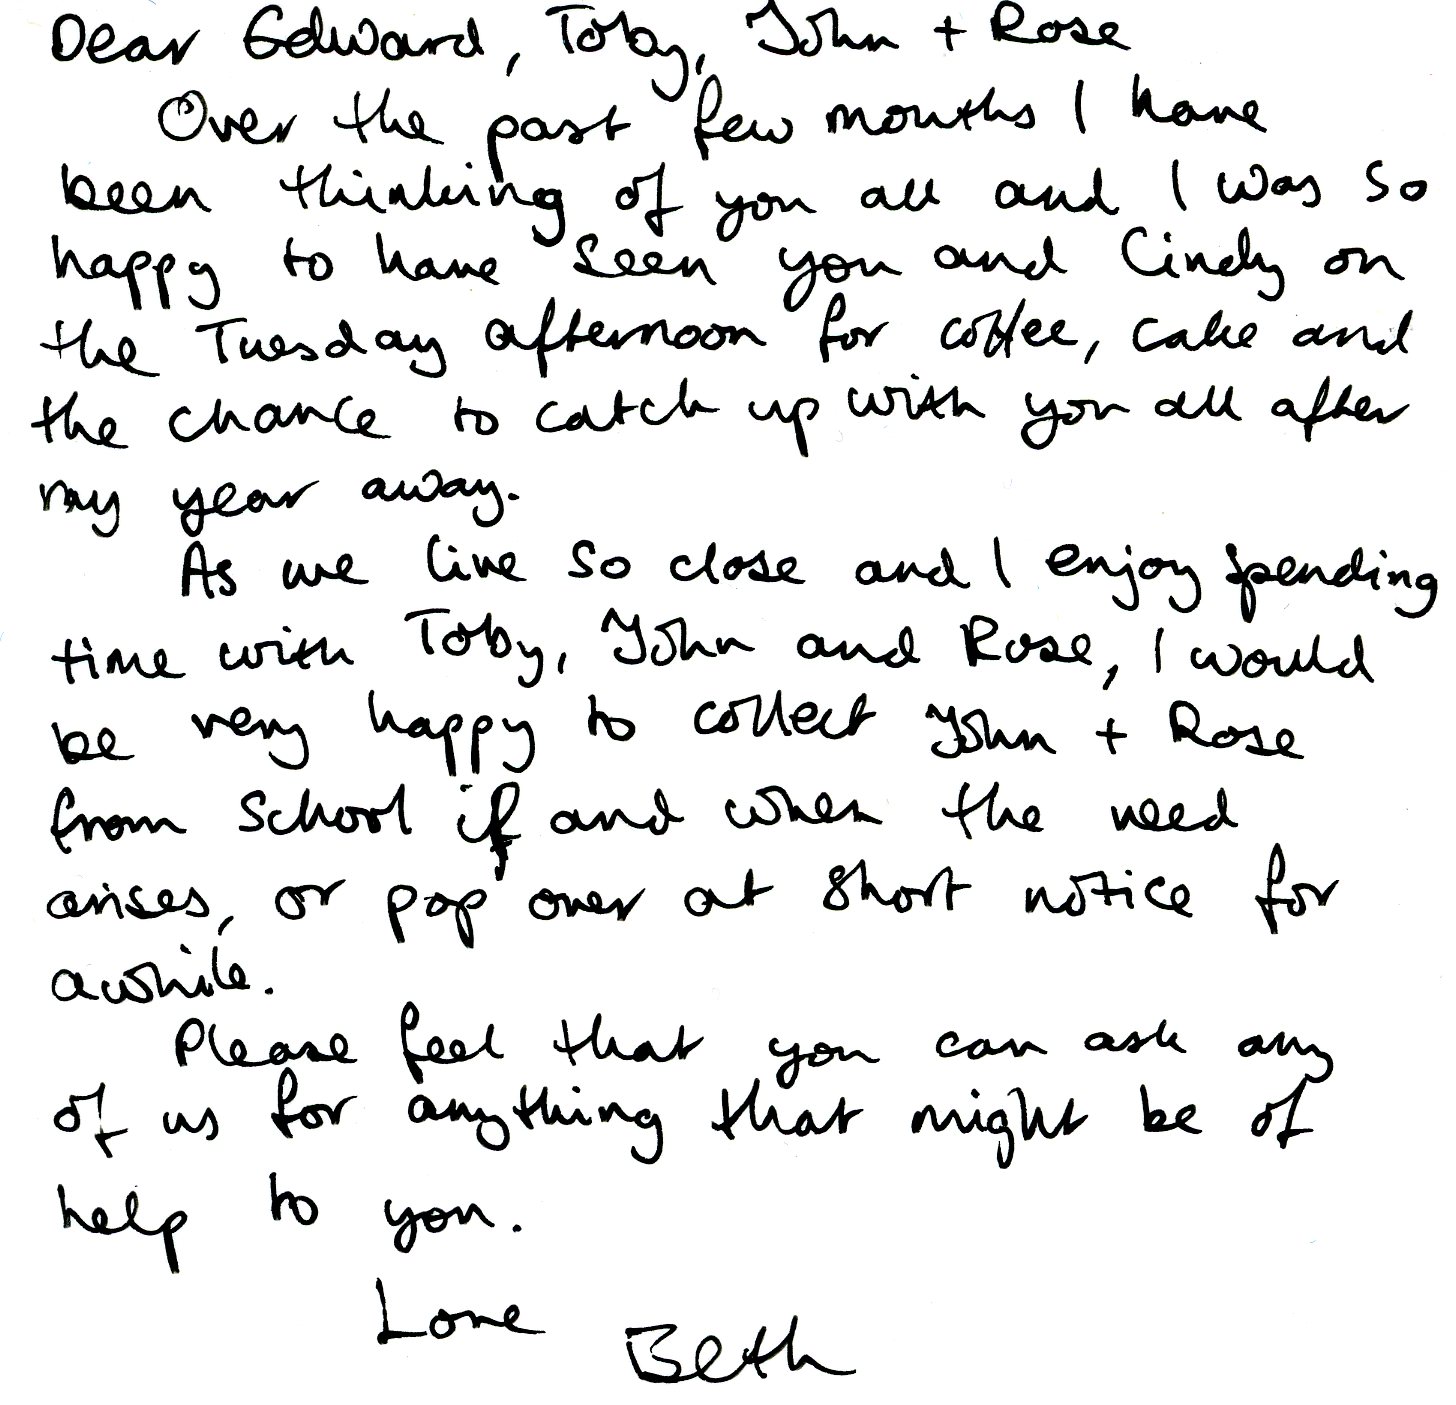 Dear Edward, Toby, John + Rose
Over the past few months I have
been thinking of you all and I was so
happy to have seen you and Cindy on
the Tuesday afternoon for coffee, cake and
the chance to catch up with you all after
my year away.
As we live so close and I enjoy spending
time with Toby, John and Rose, I would
be very happy to collect John + Rose
from school if and when the need
arises, or pop over at short notice for
awhile.
Please feel that you can ask any
of us for anything that might be of
help to you.
Love
Beth